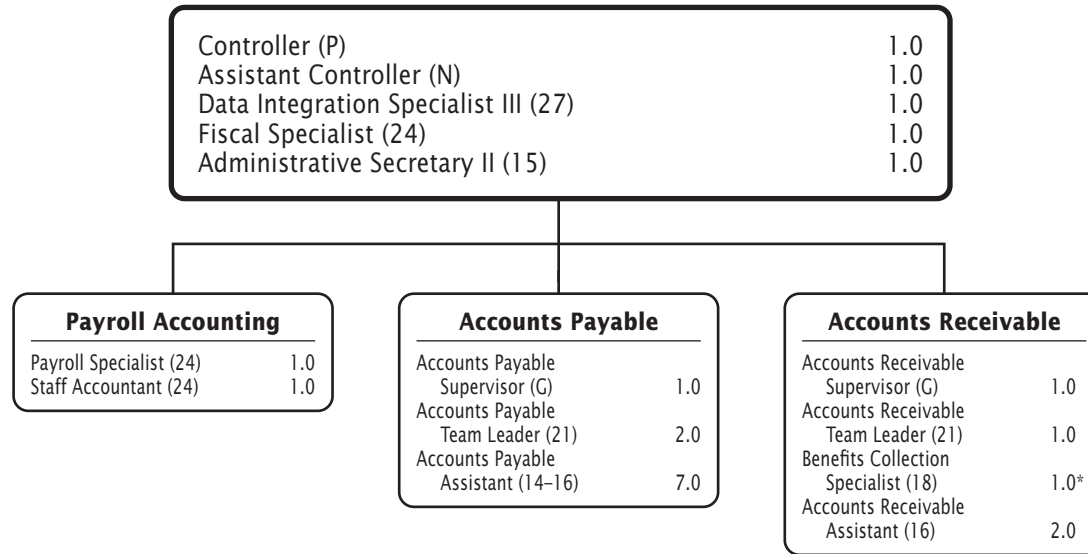 Controller (P) 1.0
Assistant Controller (N) 1.0
Data Integration Specialist III (27) 1.0
Fiscal Specialist (24) 1.0
Administrative Secretary II (15) 1.0
Payroll Accounting
Payroll Specialist (24) 1.0
Staff Accountant (24) 1.0
Accounts Payable
Accounts Payable
Supervisor (G) 1.0
Accounts Payable
Team Leader (21) 2.0
Accounts Payable
Assistant (14–16) 7.0
Accounts Receivable
Accounts Receivable
Supervisor (G) 1.0
Accounts Receivable
Team Leader (21) 1.0
Benefits Collection
Specialist (18) 1.0*
Accounts Receivable
Assistant (16) 2.0